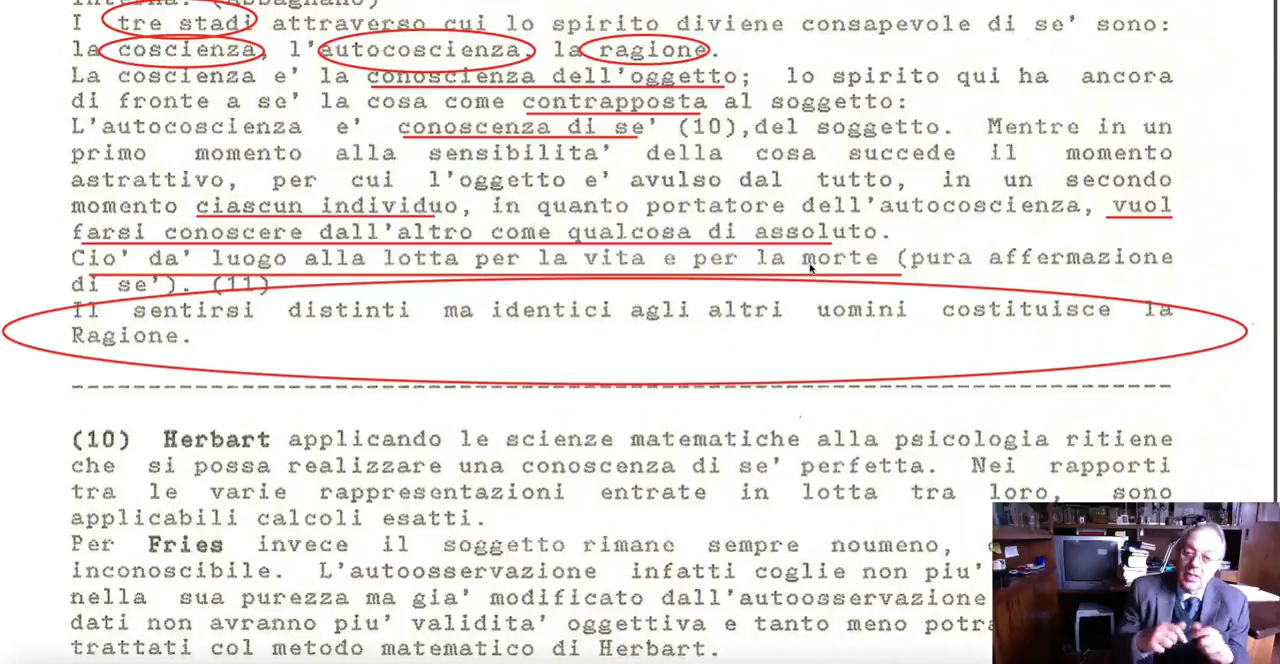 interna. (Abbagnano)
I tre stadi attraverso cui lo spirito diviene consapevole di se' sono:
la coscienza, l'autocoscienza, la ragione.
La coscienza e' la conoscienza dell'oggetto; lo spirito qui ha ancora
di fronte a se' la cosa come contrapposta al soggetto:
L'autocoscienza e' conoscenza di se' (10),del soggetto. Mentre in un
primo momento alla sensibilita' della cosa succede il momento
astrattivo, per cui l'oggetto e' avulso dal tutto, in un secondo
momento ciascun individuo, in quanto portatore dell'autocoscienza, vuol
farsi conoscere dall'altro come qualcosa di assoluto.
Cio' da' luogo alla lotta per la vita e per la morte (pura affermazione
di se'). (11)
Il sentirsi distinti ma identici agli altri uomini costituisce la
Ragione.
(10) Herbart applicando le scienze matematiche alla psicologia ritiene
che si possa realizzare una conoscenza di se' perfetta. Nei rapporti
tra le varie rappresentazioni entrate in lotta tra loro, sono
applicabili calcoli esatti.
Per Fries invece il soggetto rimane sempre noumeno,
inconoscibile. L'autoosservazione infatti coglie non piu'
nella sua purezza ma gia' modificato dall'autoosservazione
dati non avranno piu' validita' oggettiva e tanto meno
trattati col metodo matematico di Herbart.